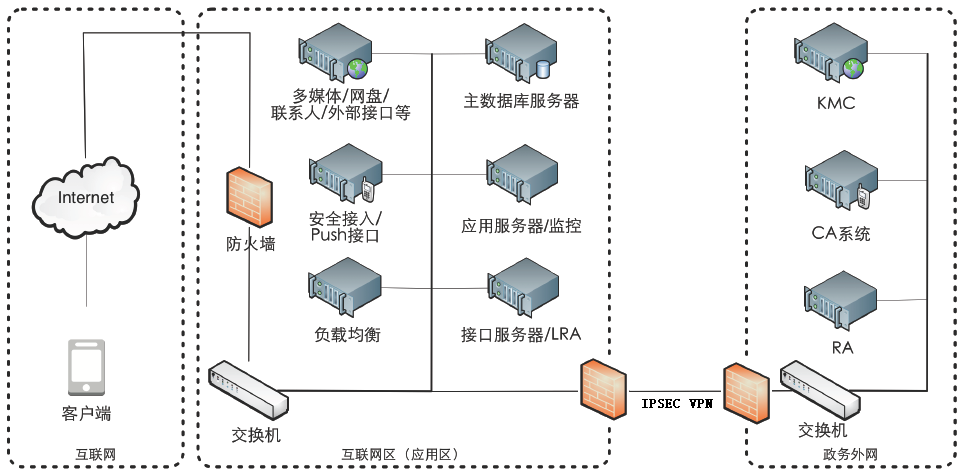 Internet
客户端
互联网
防火墙
多媒体/网盘/
联系人/外部接口等
主数据库服务器
安全接入/
Push接口
应用服务器/监控
负载均衡
接口服务器/LRA
交换机
互联网区（应用区）
IPSEC VPN
KMC
CA系统
RA
交换机
政务外网